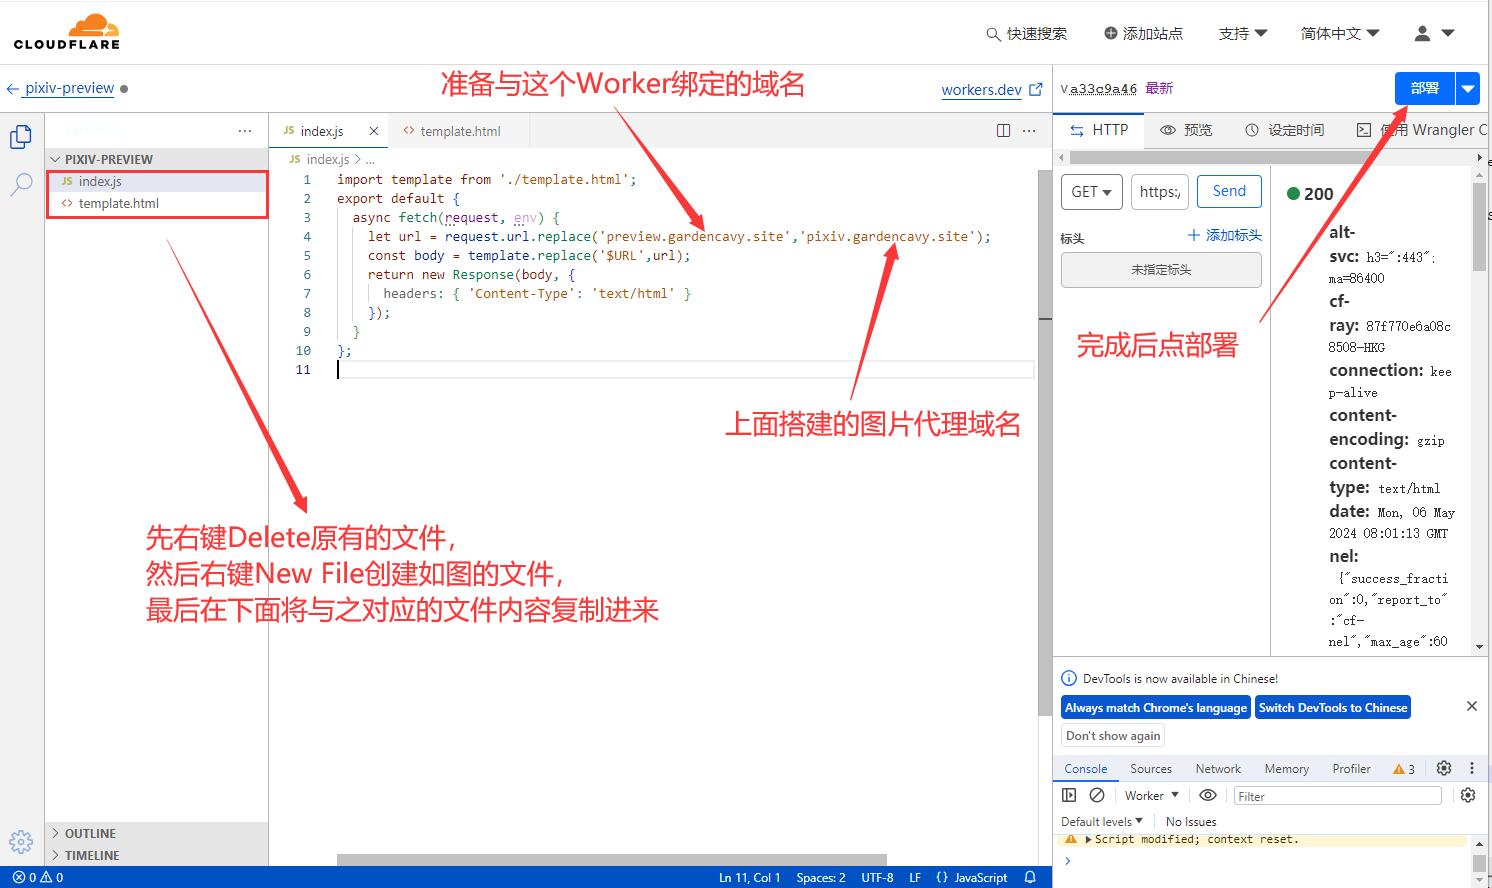 CLOUDFLARE
快速搜索
添加站点
支持
简体中文
pixiv-preview
准备与这个Worker绑定的域名
workers.dev
va33c9a46 最新
部署
index.js
template.html
HTTP
预览
设定时间
使用 Wrangler C
PIXIV-PREVIEW
index.js
template.html
index.js > ...
1 import template from './template.html';
2 export default {
3 async fetch(request, env) {
4 let url = request.url.replace('preview.gardencavy.site','pixiv.gardencavy.site');
5 const body = template.replace('$URL',url);
6 return new Response(body, {
7 headers: { 'Content-Type': 'text/html' }
8 });
9 }
10 };
11
上面搭建的图片代理域名
先右键Delete原有的文件，
然后右键New File创建如图的文件，
最后在下面将与之对应的文件内容复制进来
GET
https:/
Send
标头
添加标头
未指定标头
完成后点部署
200
alt-
svc: h3=":443";
ma=86400
cf-
ray: 87f770e6a08c
8508-HKG
connection: kee
p-alive
content-
encoding: gzip
content-
type: text/html
date: Mon, 06 May
2024 08:01:13 GMT
nel:
{"success_fracti
on":0,"report_to"
:"cf-
nel","max_age":60
DevTools is now available in Chinese!
Always match Chrome's language
Switch DevTools to Chinese
Don't show again
Console
Sources
Network
Memory
Profiler
3
Worker
Filter
Default levels
No Issues
Script modified; context reset.
OUTLINE
TIMELINE
0 0
Ln 11, Col 1
Spaces: 2
UTF-8
LF
{} JavaScript